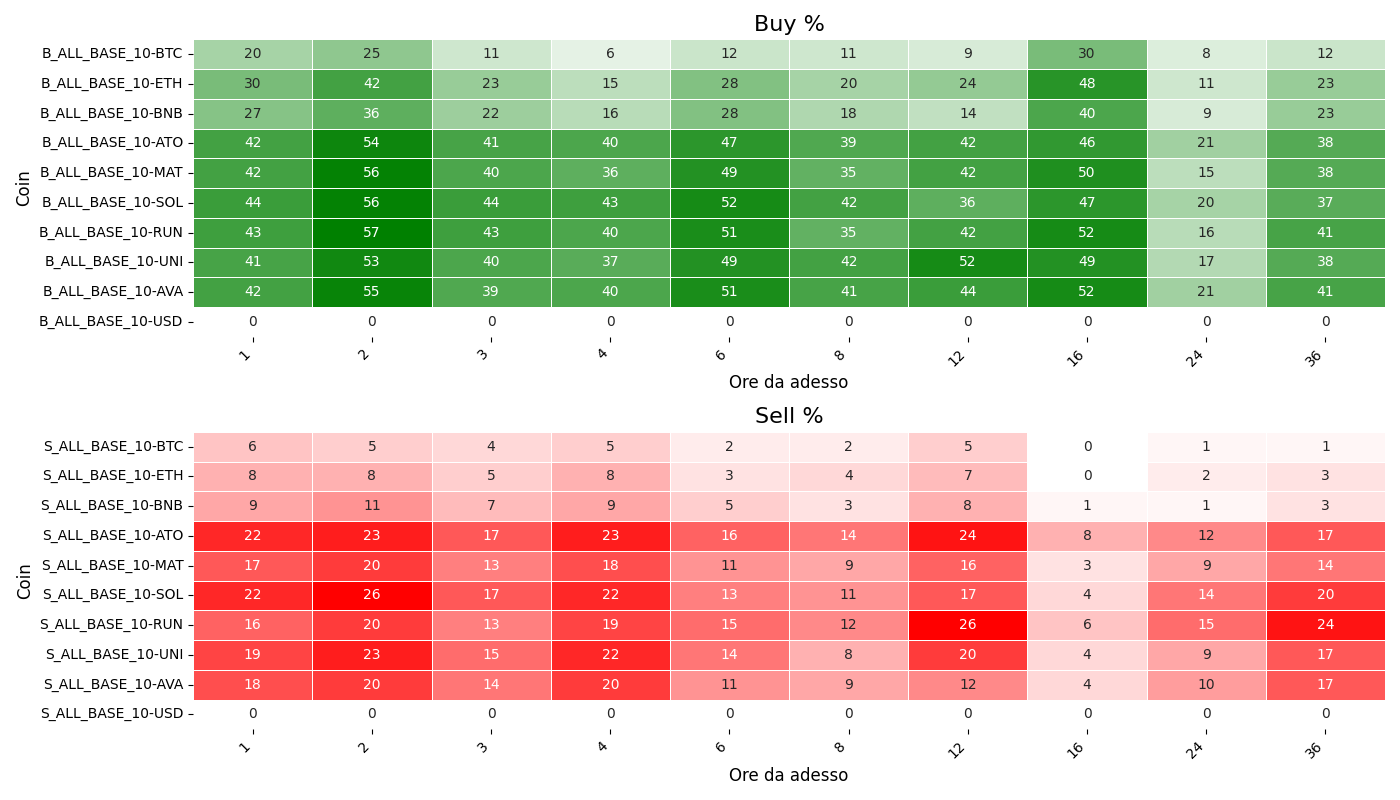 Buy %
Coin
B_ALL_BASE_10-BTC 20 25 11 6 12 11 9 30 8 12
B_ALL_BASE_10-ETH 30 42 23 15 28 20 24 48 11 23
B_ALL_BASE_10-BNB 27 36 22 16 28 18 14 40 9 23
B_ALL_BASE_10-ATO 42 54 41 40 47 39 42 46 21 38
B_ALL_BASE_10-MAT 42 56 40 36 49 35 42 50 15 38
B_ALL_BASE_10-SOL 44 56 44 43 52 42 36 47 20 37
B_ALL_BASE_10-RUN 43 57 43 40 51 35 42 52 16 41
B_ALL_BASE_10-UNI 41 53 40 37 49 42 52 49 17 38
B_ALL_BASE_10-AVA 42 55 39 40 51 41 44 52 21 41
B_ALL_BASE_10-USD 0 0 0 0 0 0 0 0 0 0
1 2 3 4 6 8 12 16 24 36
Ore da adesso
Sell %
Coin
S_ALL_BASE_10-BTC 6 5 4 5 2 2 5 0 1 1
S_ALL_BASE_10-ETH 8 8 5 8 3 4 7 0 2 3
S_ALL_BASE_10-BNB 9 11 7 9 5 3 8 1 1 3
S_ALL_BASE_10-ATO 22 23 17 23 16 14 24 8 12 17
S_ALL_BASE_10-MAT 17 20 13 18 11 9 16 3 9 14
S_ALL_BASE_10-SOL 22 26 17 22 13 11 17 4 14 20
S_ALL_BASE_10-RUN 16 20 13 19 15 12 26 6 15 24
S_ALL_BASE_10-UNI 19 23 15 22 14 8 20 4 9 17
S_ALL_BASE_10-AVA 18 20 14 20 11 9 12 4 10 17
S_ALL_BASE_10-USD 0 0 0 0 0 0 0 0 0 0
1 2 3 4 6 8 12 16 24 36
Ore da adesso